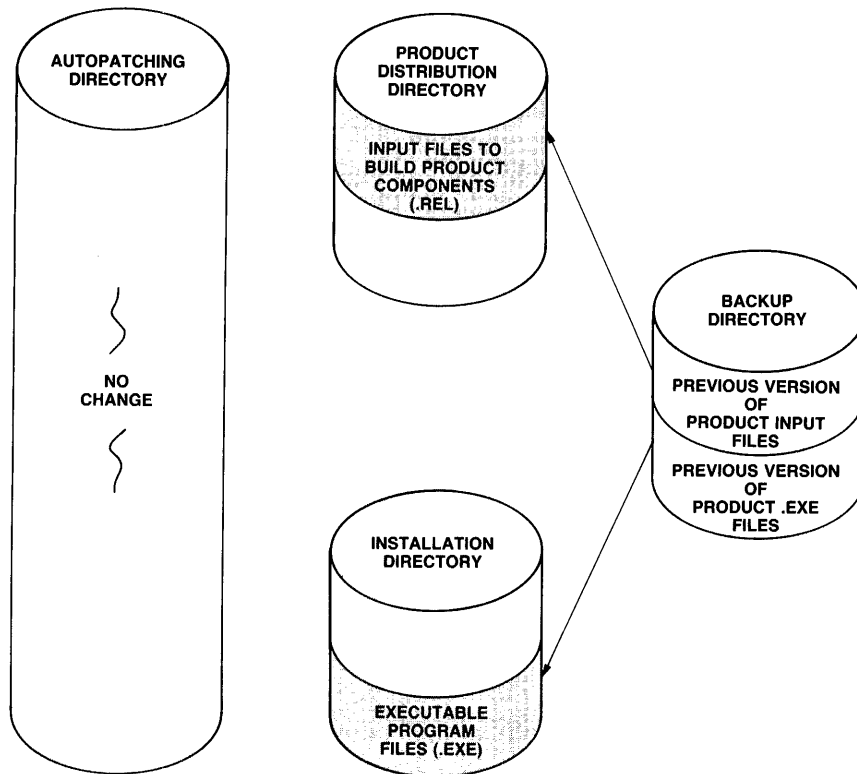 AUTOPATCHING
DIRECTORY
NO
CHANGE
PRODUCT
DISTRIBUTION
DIRECTORY
INPUT FILES TO
BUILD PRODUCT
COMPONENTS
(.REL)
BACKUP
DIRECTORY
PREVIOUS VERSION
OF
PRODUCT INPUT
FILES
PREVIOUS VERSION
OF
PRODUCT .EXE
FILES
INSTALLATION
DIRECTORY
EXECUTABLE
PROGRAM
FILES (.EXE)